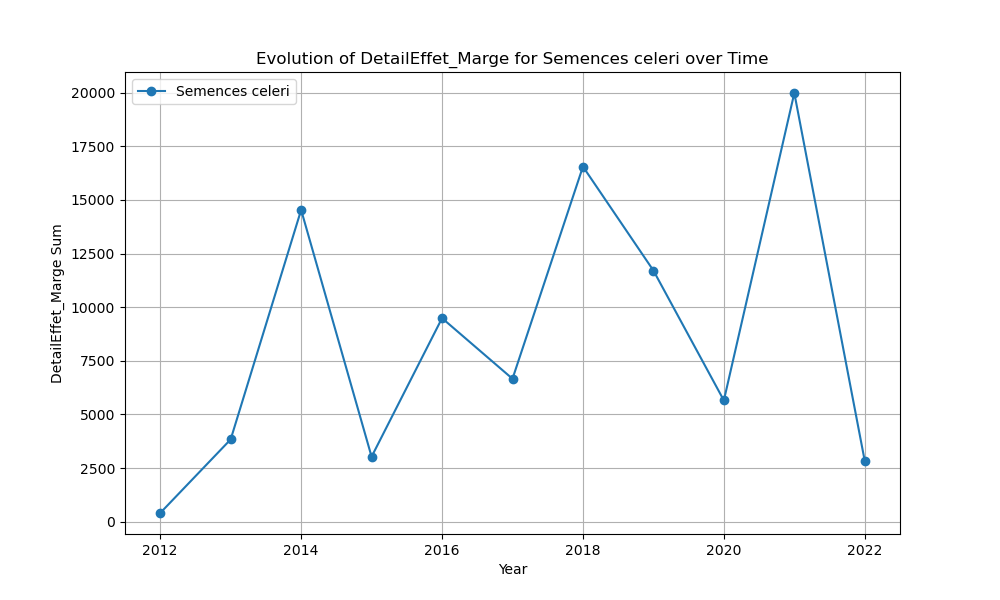 Evolution of DetailEffet_Marge for Semences celeri over Time
Semences celeri
DetailEffet_Marge Sum
20000
17500
15000
12500
10000
7500
5000
2500
0
2012 2014 2016 2018 2020 2022
Year